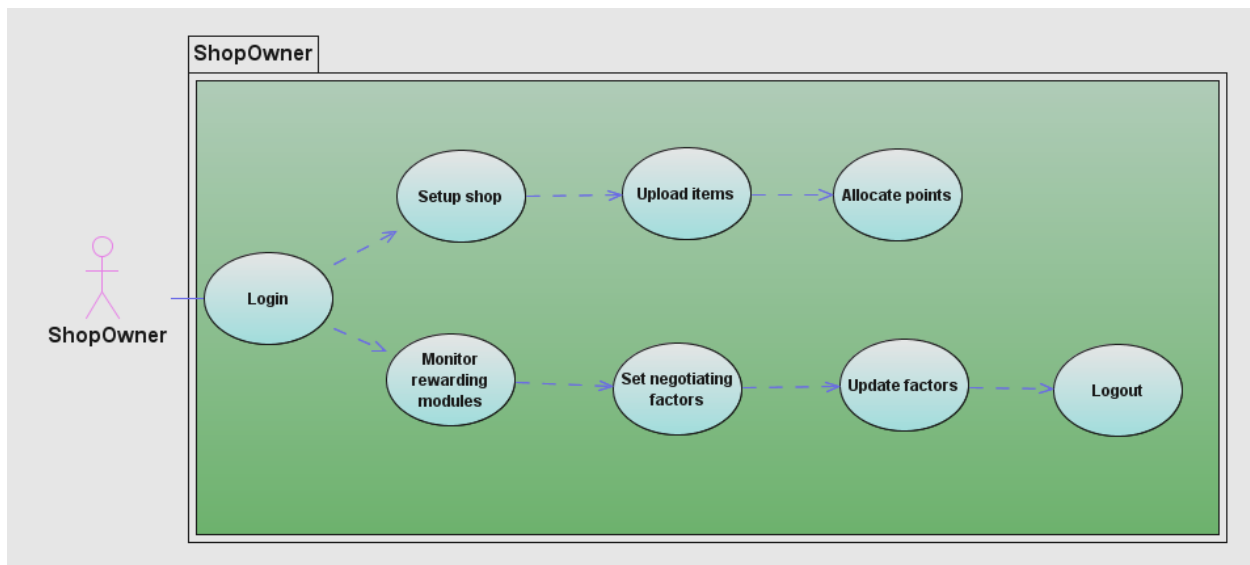 ShopOwner
Setup shop
Upload items
Allocate points
Login
ShopOwner
Monitor
rewarding
modules
Set negotiating
factors
Update factors
Logout